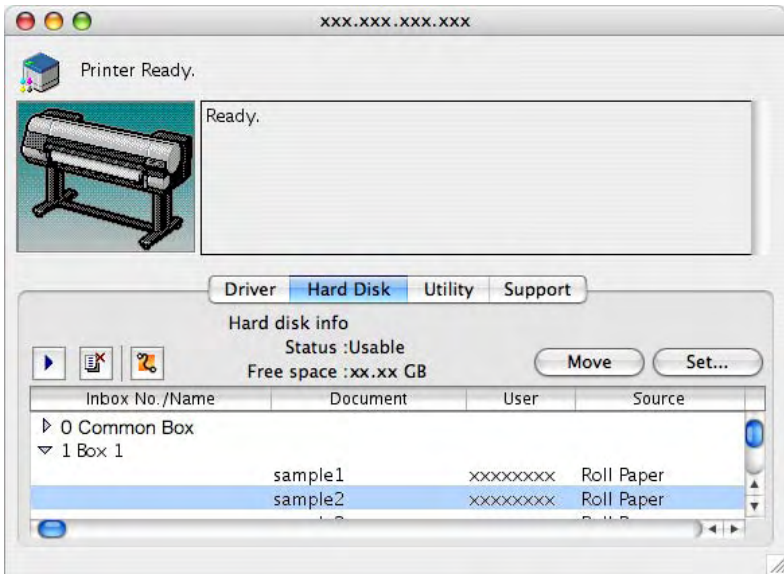 xxx.xxx.xxx.xxx
Printer Ready.
Ready.
Driver Hard Disk Utility Support
Hard disk info
Status :Usable
Free space :xx.xx GB
Move Set...
Inbox No./Name Document User Source
0 Common Box
1 Box 1
sample1 xxxxxxxx Roll Paper
sample2 xxxxxxxx Roll Paper